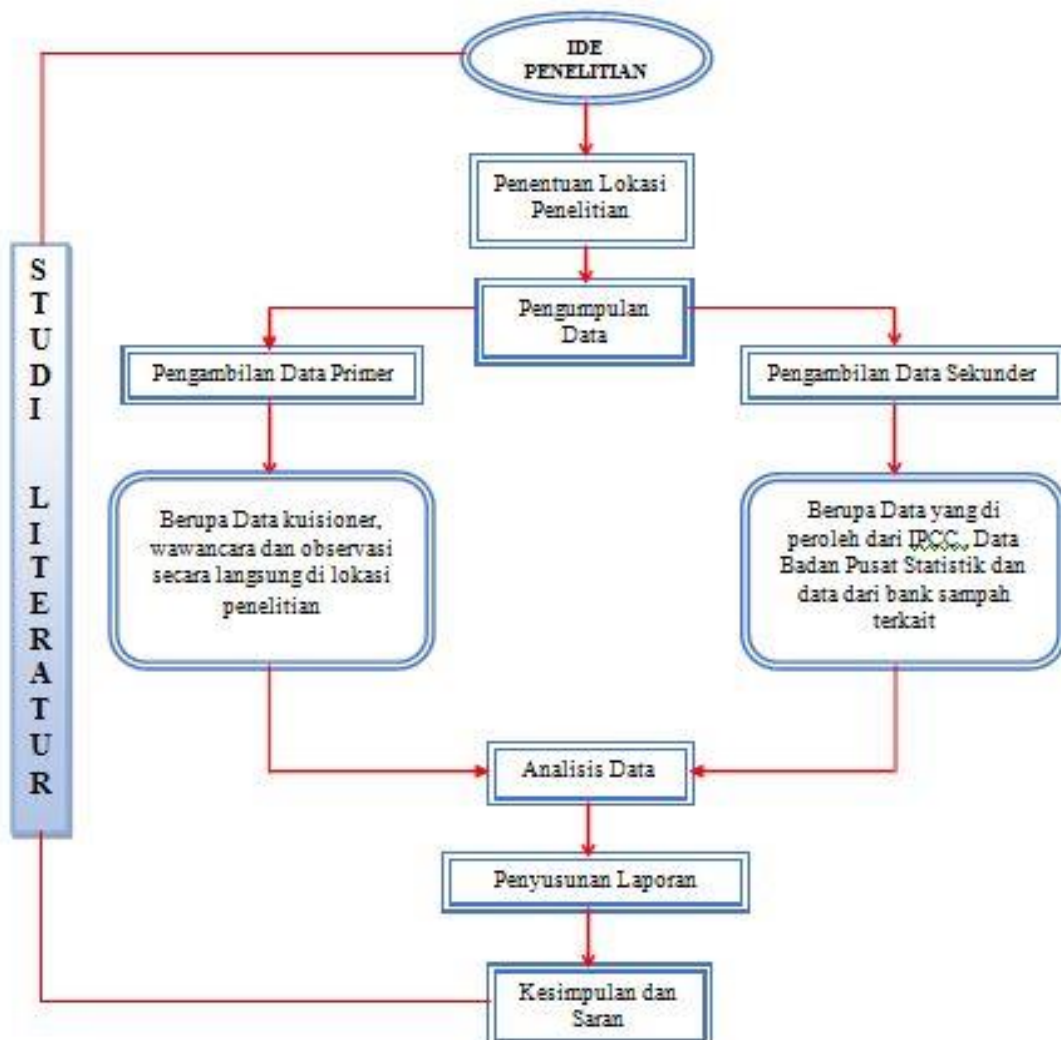 IDE
PENELITIAN
Penentuan Lokasi
Penelitian
Pengumpulan
Data
Pengambilan Data Primer
Pengambilan Data Sekunder
Berupa Data kuisioner,
wawancara dan observasi
secara langsung di lokasi
penelitian
Berupa Data yang di
peroleh dari IPCC , Data
Badan Pusat Statistik dan
data dari bank sampah
terkait
Analisis Data
Penyusunan Laporan
Kesimpulan dan
Saran
STUDI LITERATUR